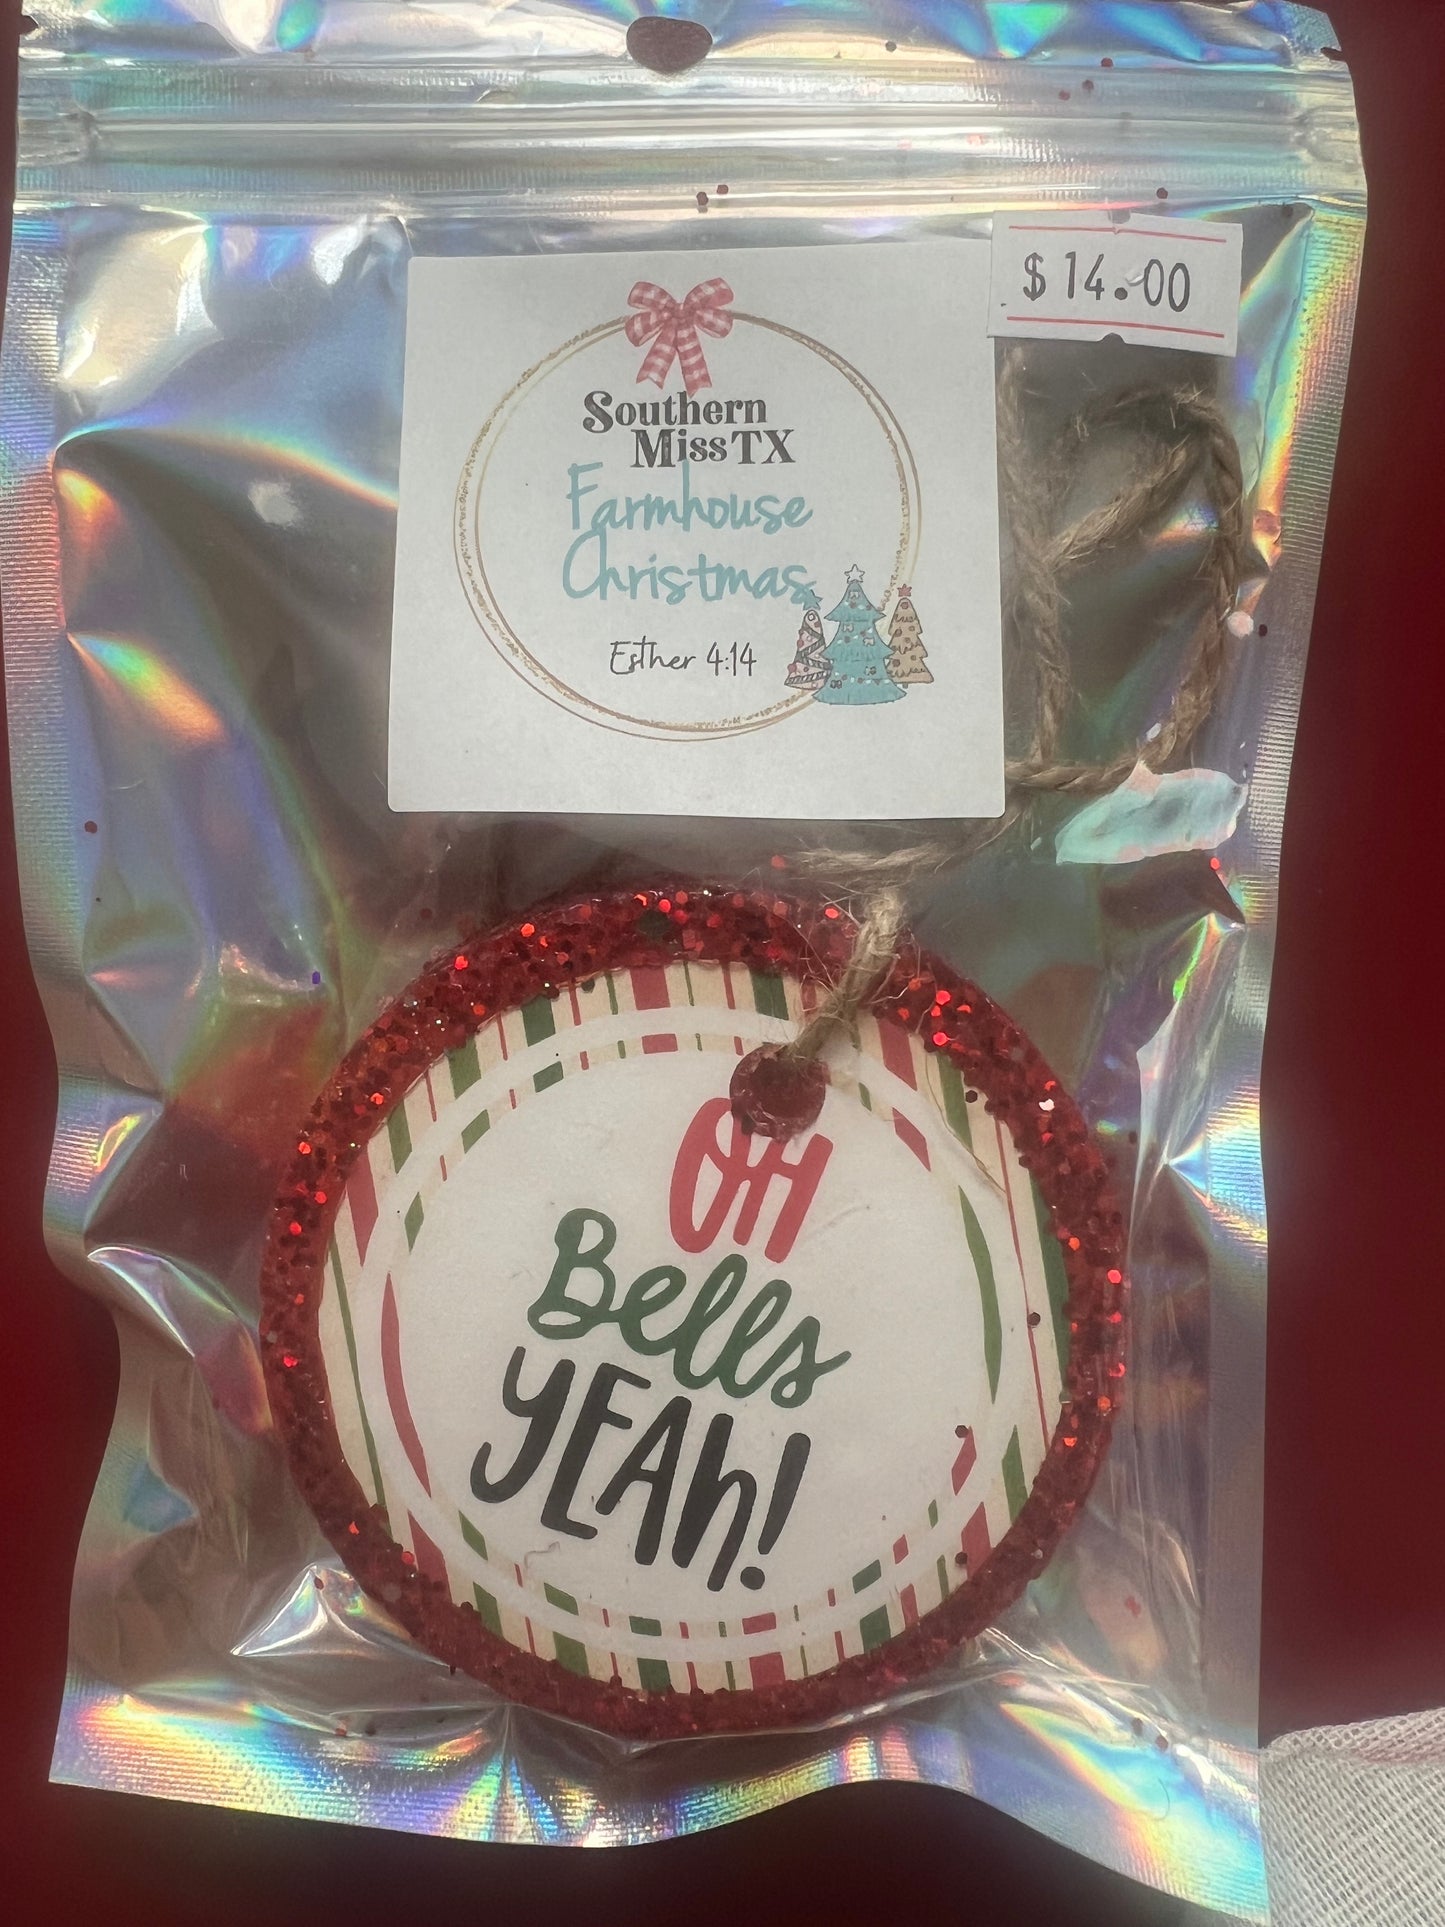 $14.00
Southern
Miss TX
Farmhouse
Christmas
Esther 4:14
OH
Bells
YEAh!